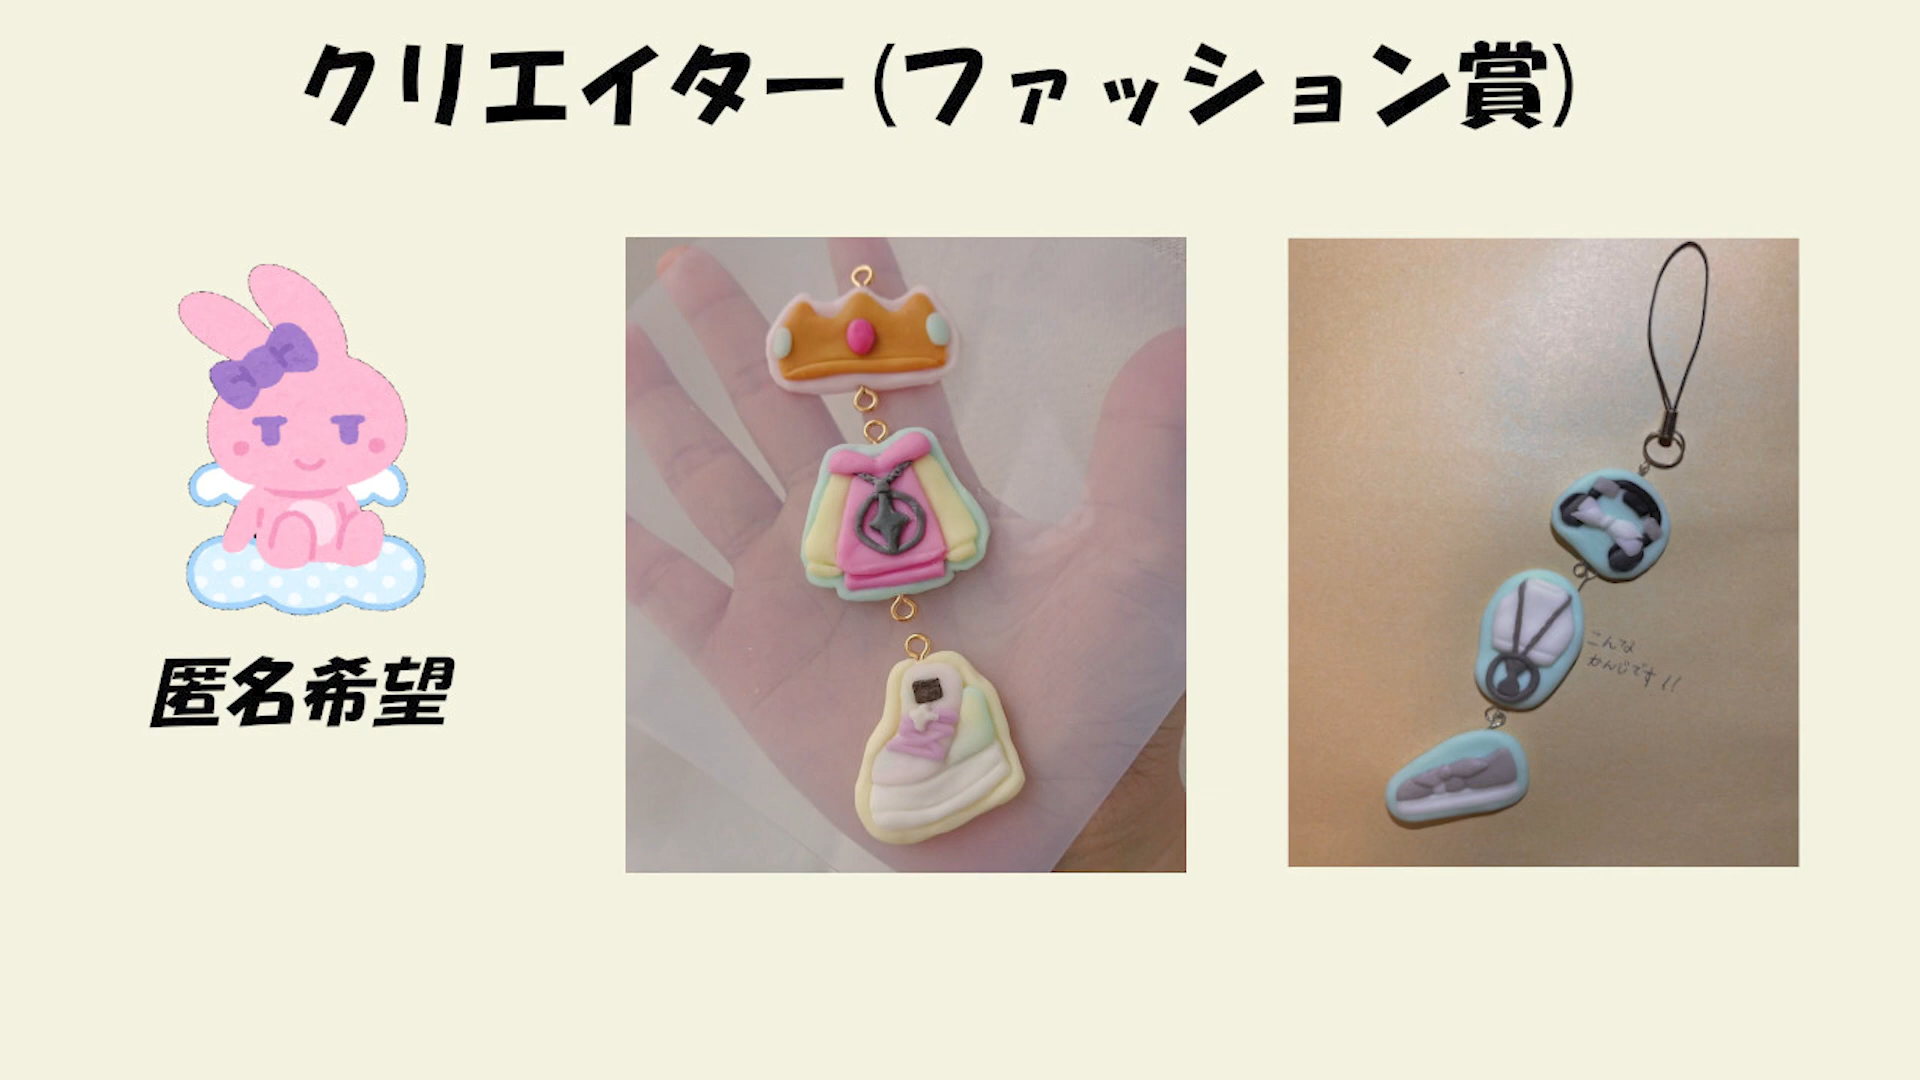 クリエイター(ファッション賞)
匿名希望
こんな
かんじです!!